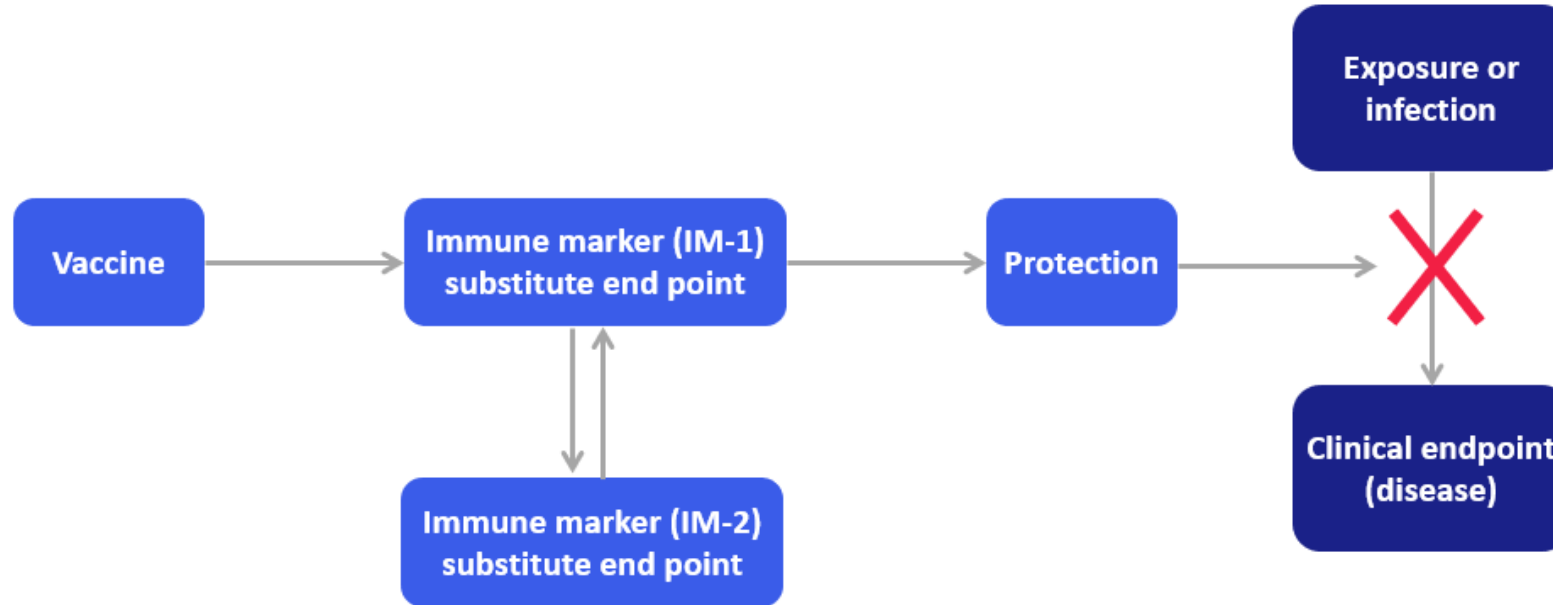 Exposure or
infection
Vaccine
Immune marker (IM-1)
substitute end point
Protection
Immune marker (IM-2)
substitute end point
Clinical endpoint
(disease)